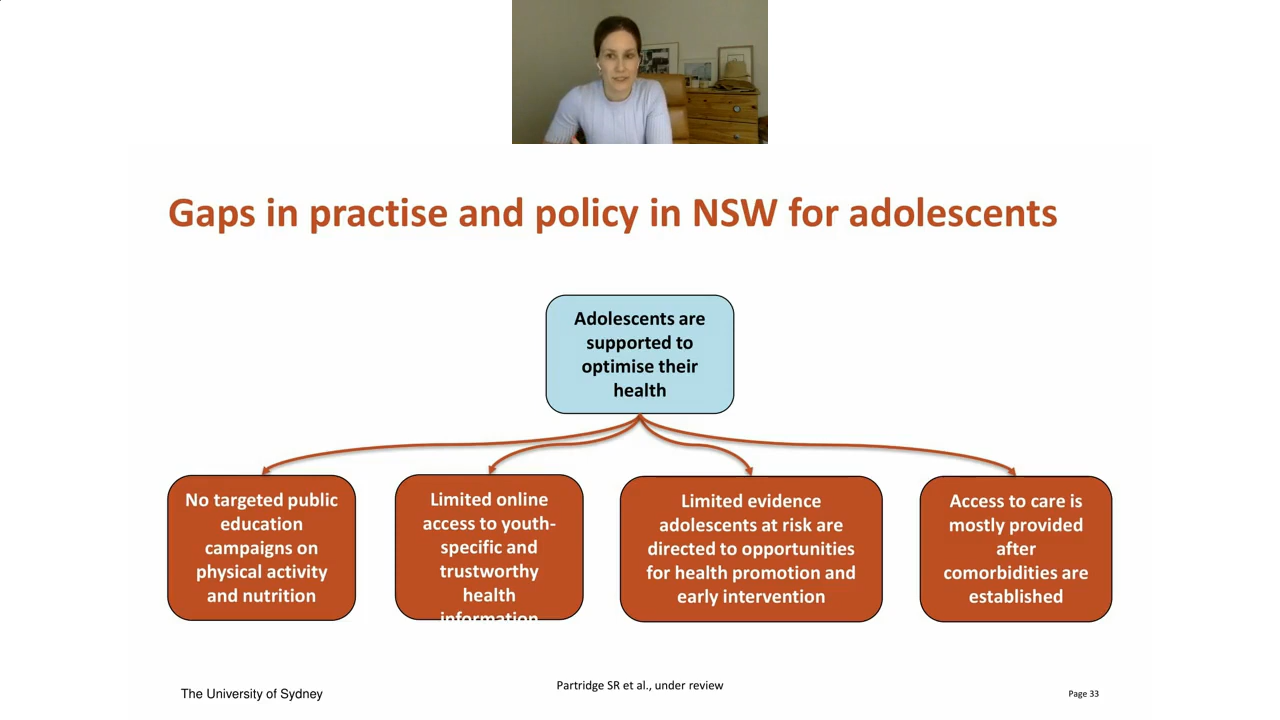 Gaps in practise and policy in NSW for adolescents
Adolescents are
supported to
optimise their
health
No targeted public
education
campaigns on
physical activity
and nutrition
Limited online
access to youth-
specific and
trustworthy
health
information
Limited evidence
adolescents at risk are
directed to opportunities
for health promotion and
early intervention
Access to care is
mostly provided
after
comorbidities are
established
The University of Sydney
Partridge SR et al., under review
Page 33